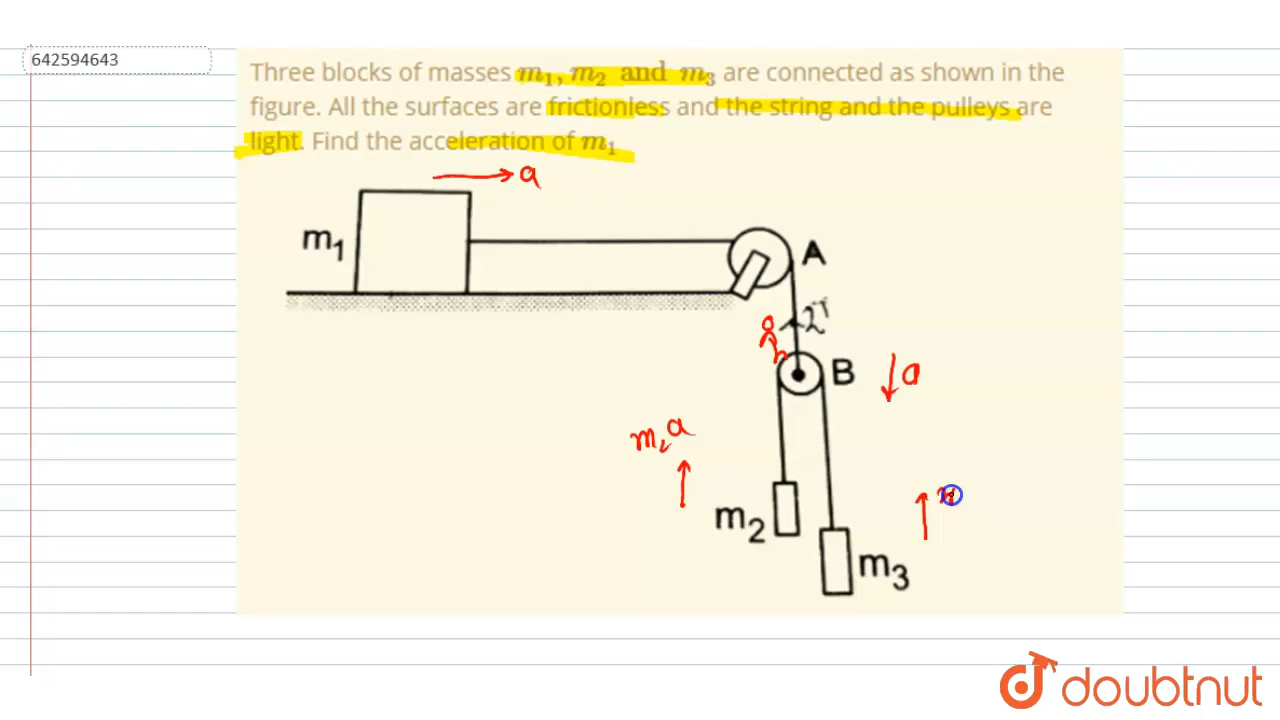 642594643
Three blocks of masses m₁, m₂ and m₃ are connected as shown in the
figure. All the surfaces are frictionless and the string and the pulleys are
light. Find the acceleration of m₁
a
m₁
A
2T
B
a
m₂a
m₂
m₃
doubtnut